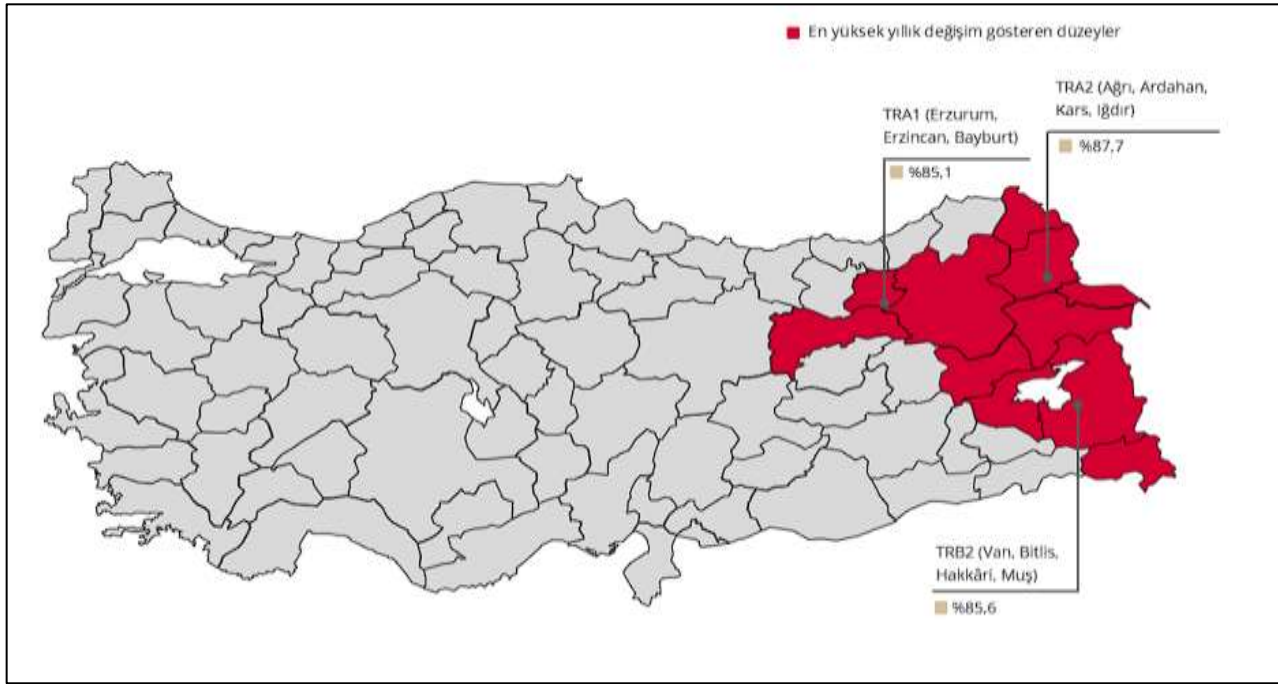 En yüksek yıllık değişim gösteren düzeyler
TRA2 (Ağrı, Ardahan,
Kars, Iğdır)
%87,7
TRA1 (Erzurum,
Erzincan, Bayburt)
%85,1
TRB2 (Van, Bitlis,
Hakkâri, Muş)
%85,6